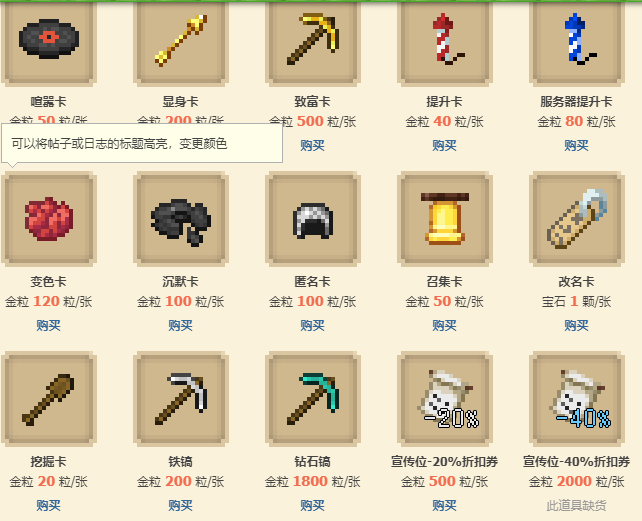 喧嚣卡 显身卡 致富卡 提升卡 服务器提升卡
金粒 50 粒/张 金粒 200 粒/张 金粒 500 粒/张 金粒 40 粒/张 金粒 80 粒/张
购买 购买 购买
可以将帖子或日志的标题高亮，变更颜色
变色卡 沉默卡 匿名卡 召集卡 改名卡
金粒 120 粒/张 金粒 100 粒/张 金粒 100 粒/张 金粒 50 粒/张 宝石 1 颗/张
购买 购买 购买 购买 购买
-20% -40%
挖掘卡 铁镐 钻石镐 宣传位-20%折扣券 宣传位-40%折扣券
金粒 20 粒/张 金粒 200 粒/张 金粒 1800 粒/张 金粒 500 粒/张 金粒 2000 粒/张
购买 购买 购买 购买 此道具缺货